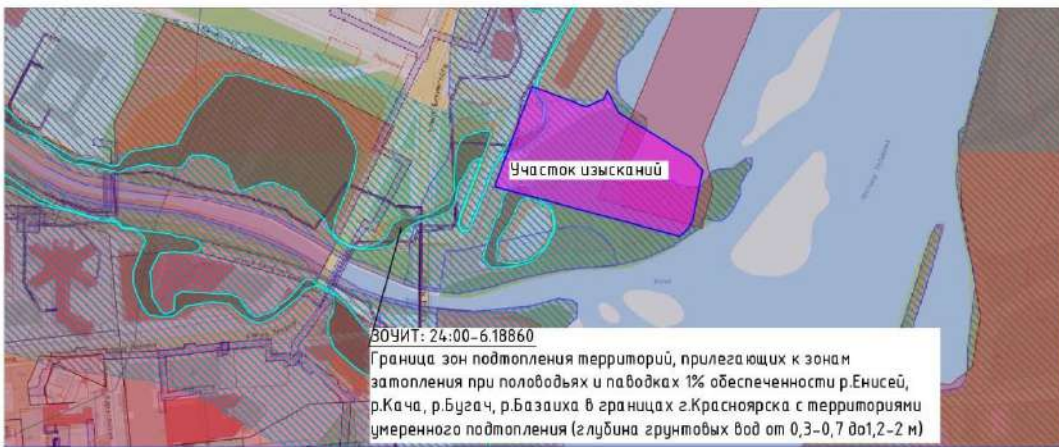 Участок изысканий
ЗОУИТ: 24:00-6.18860
Граница зон подтопления территорий, прилегающих к зонам
затопления при половодьях и паводках 1% обеспеченности р.Енисей,
р.Кача, р.Бугач, р.Базаиха в границах г.Красноярска с территориями
умеренного подтопления (глубина грунтовых вод от 0,3-0,7 до1,2-2 м)